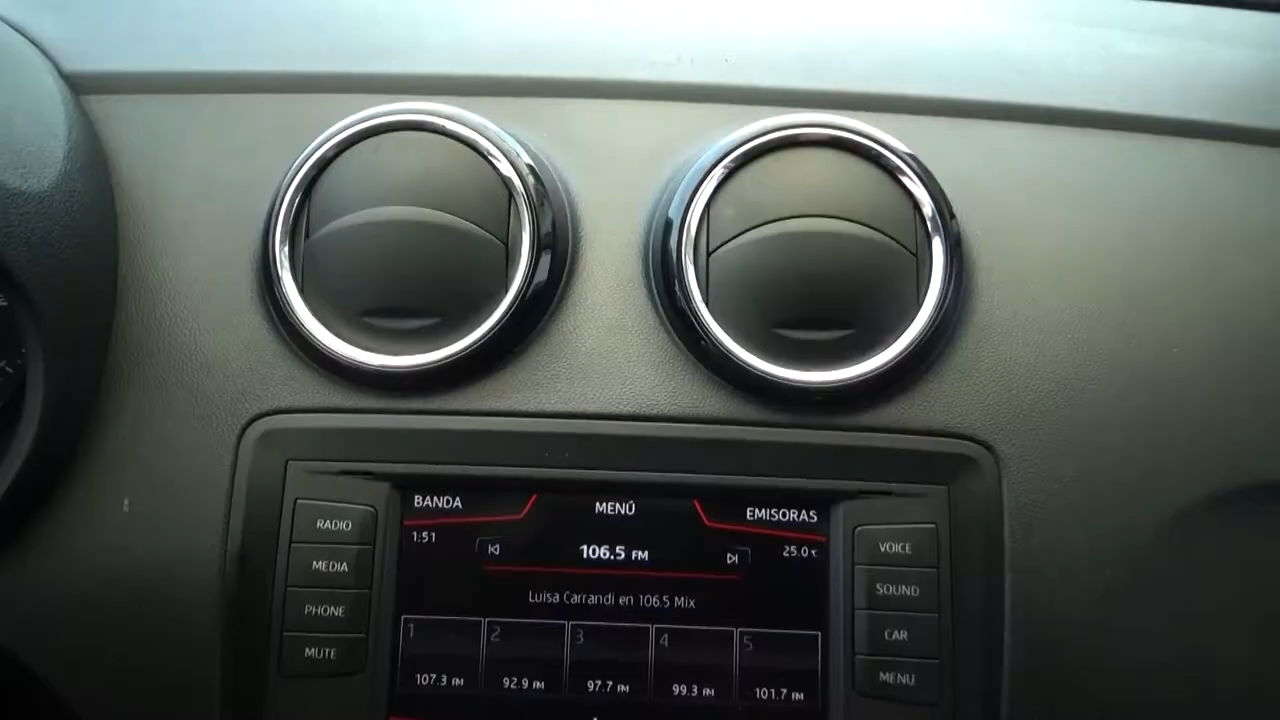 BANDA
MENÚ
EMISORAS
1:51
106.5 FM
25.0°C
Luisa Carrandi en 106.5 Mix
1
2
3
4
5
107.3 FM
92.9 FM
97.7 FM
99.3 FM
101.7 FM
RADIO
MEDIA
PHONE
MUTE
VOICE
SOUND
CAR
MENU